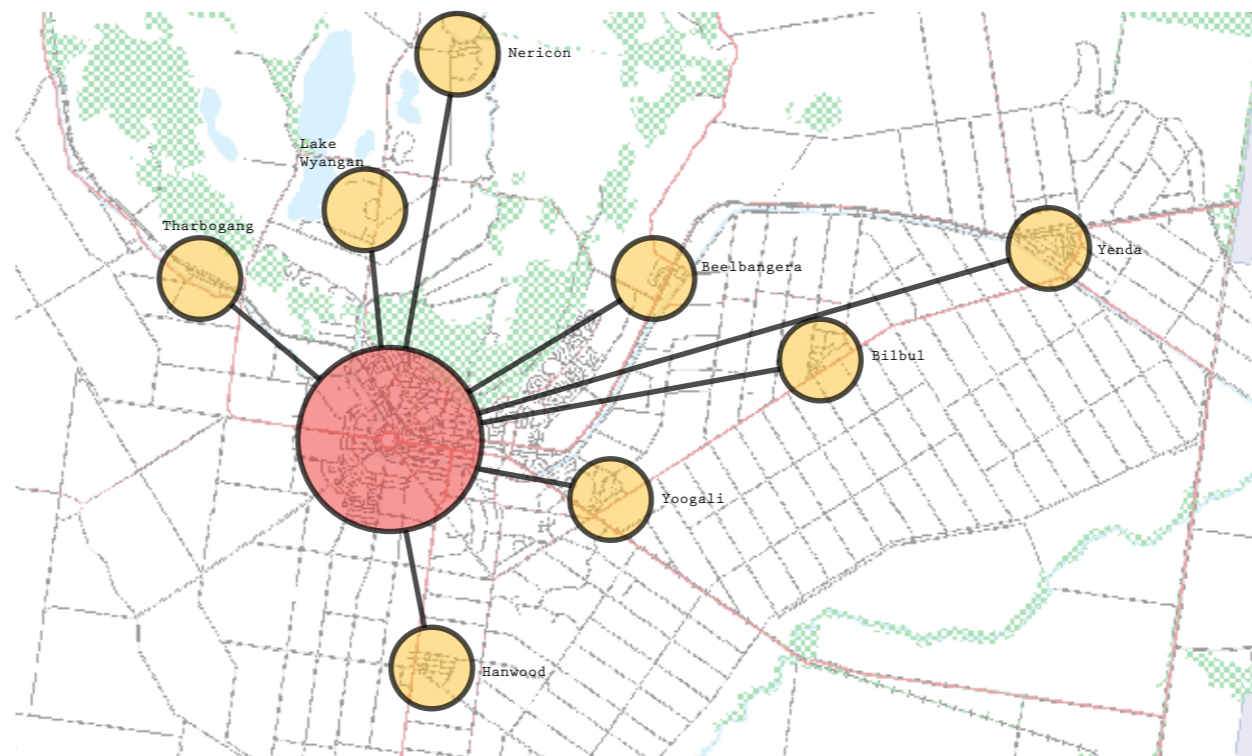 Nericon
Lake
Wyangan
Tharbogang
Yenda
Beelbangera
Bilbul
Yoogali
Hanwood